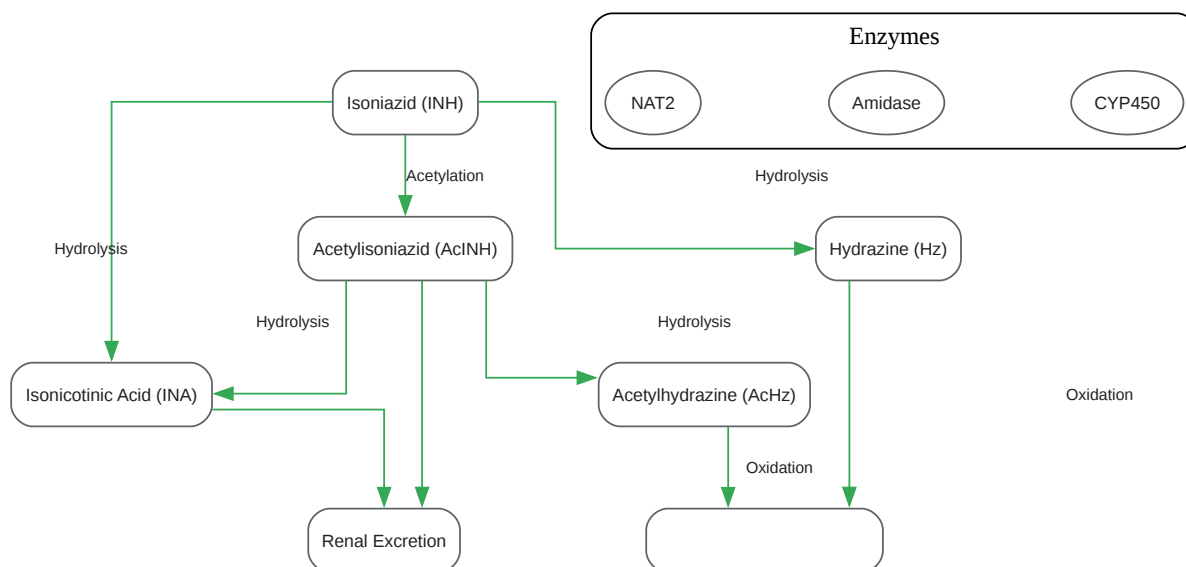 Enzymes
Isoniazid (INH)
NAT2
Amidase
CYP450
Acetylation
Hydrolysis
Hydrolysis
Acetylisoniazid (AcINH)
Hydrazine (Hz)
Hydrolysis
Hydrolysis
Isonicotinic Acid (INA)
Acetylhydrazine (AcHz)
Oxidation
Oxidation
Renal Excretion